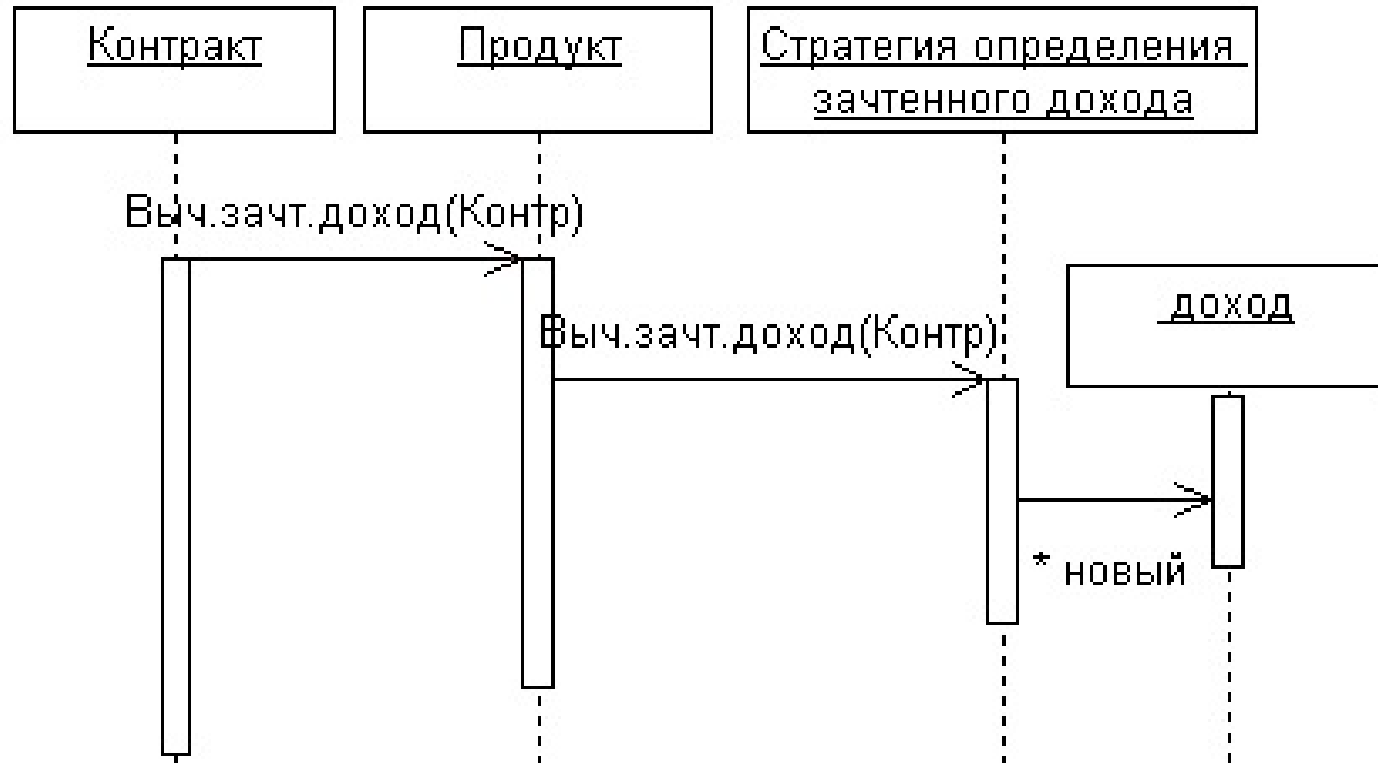 Контракт
Продукт
Стратегия определения
зачтенного дохода
Выч.зачт.доход(Контр)
доход
Выч.зачт.доход(Контр)
* новый